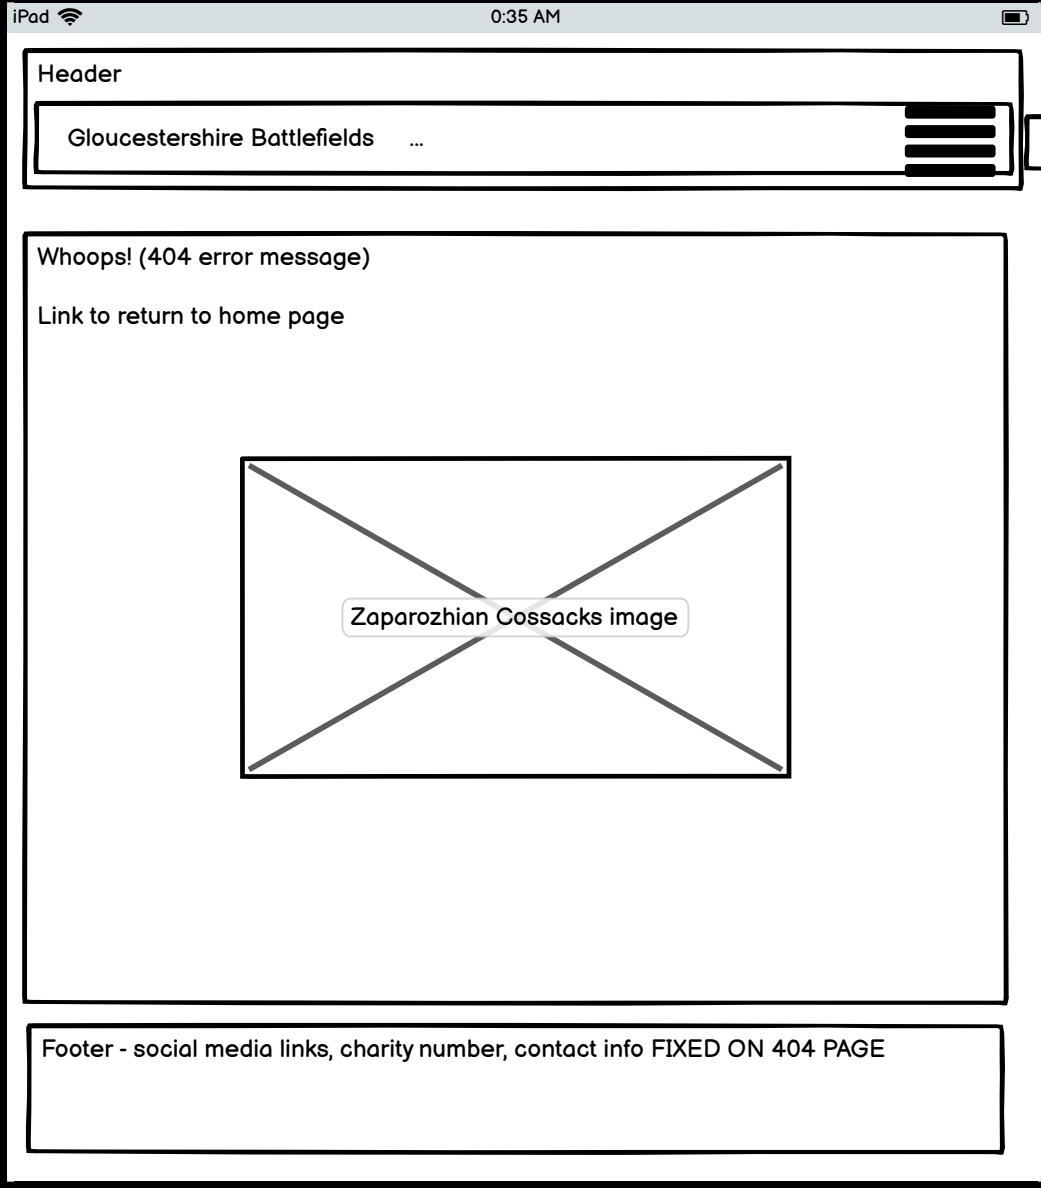 iPad 0:35 AM
Header
Gloucestershire Battlefields ...
Whoops! (404 error message)
Link to return to home page
Zaparozhian Cossacks image
Footer - social media links, charity number, contact info FIXED ON 404 PAGE